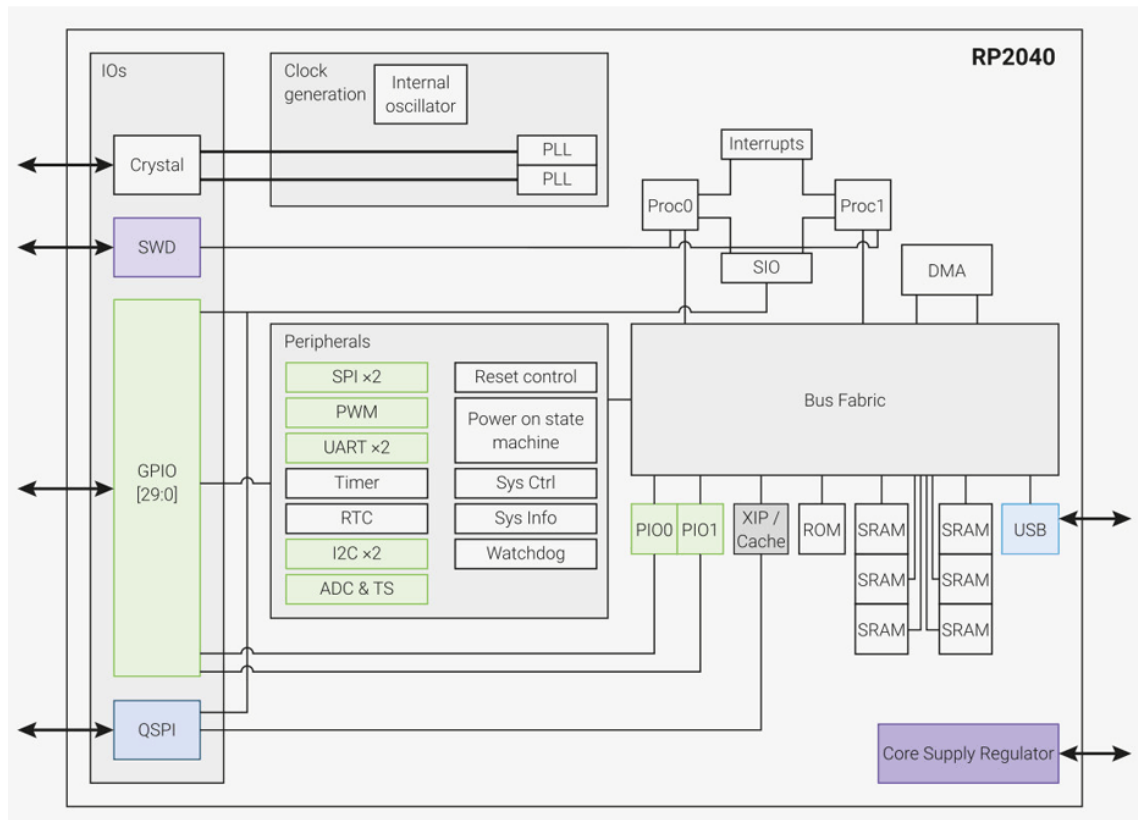 RP2040
IOs
Clock
generation
Internal
oscillator
Crystal
PLL
PLL
Interrupts
Proc0
Proc1
SWD
SIO
DMA
GPIO
[29:0]
Peripherals
SPI ×2
PWM
UART ×2
Timer
RTC
I2C ×2
ADC & TS
Reset control
Power on state
machine
Sys Ctrl
Sys Info
Watchdog
Bus Fabric
PIO0
PIO1
XIP /
Cache
ROM
SRAM
SRAM
SRAM
SRAM
SRAM
SRAM
USB
QSPI
Core Supply Regulator